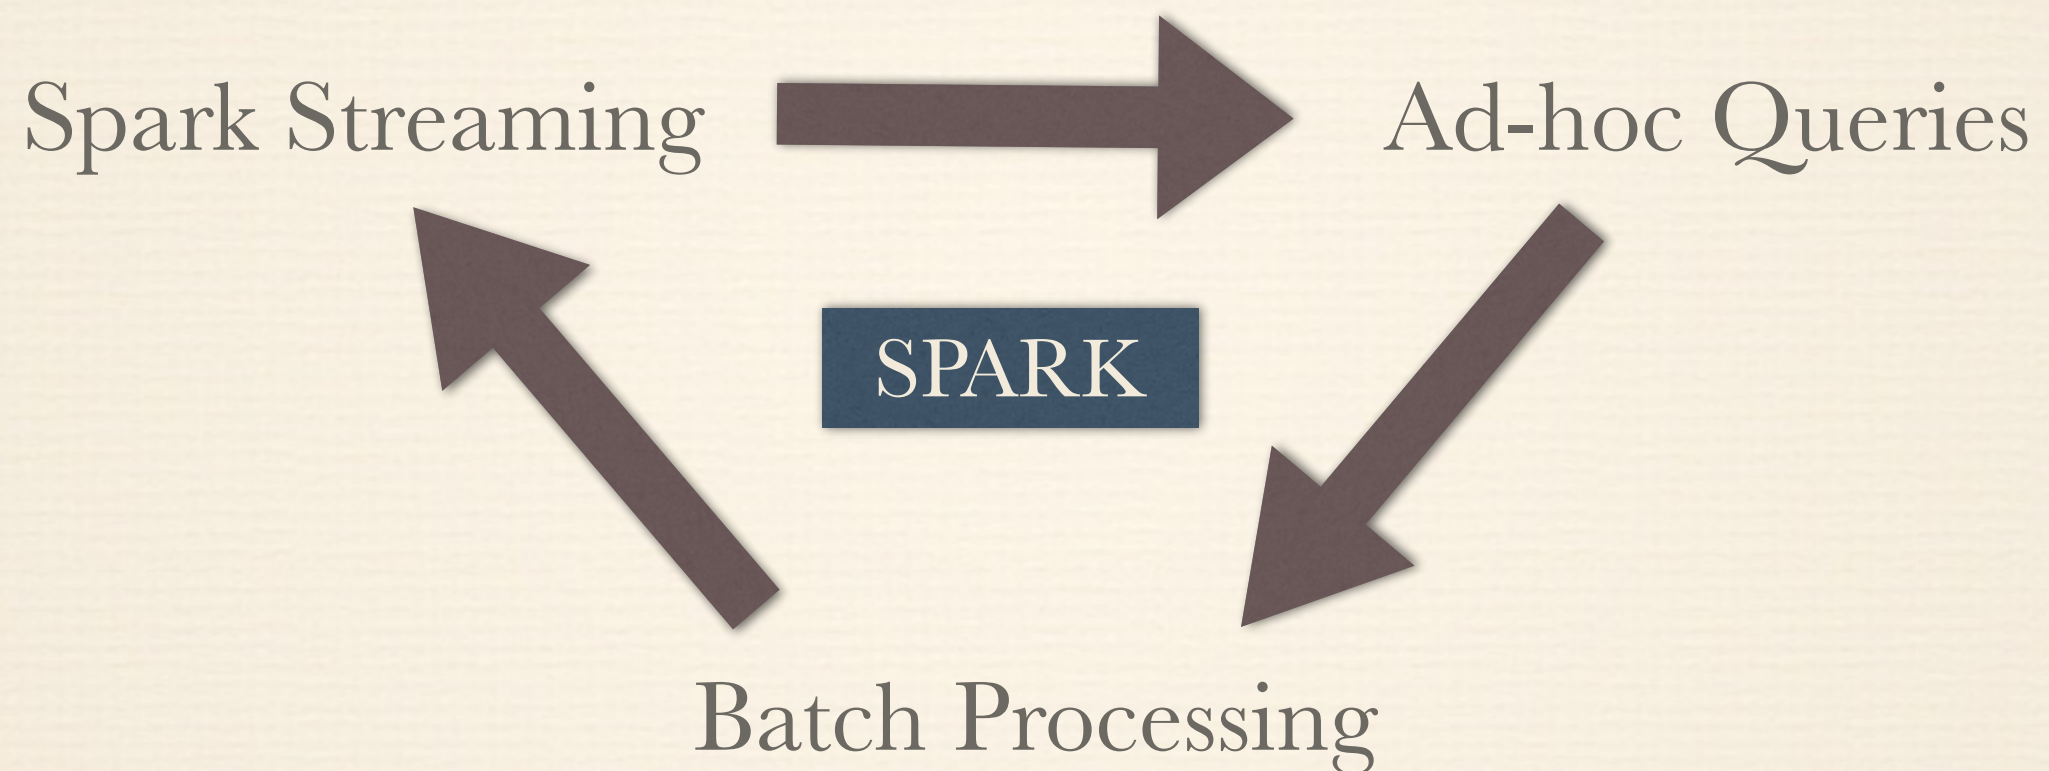 Spark Streaming
Ad-hoc Queries
SPARK
Batch Processing